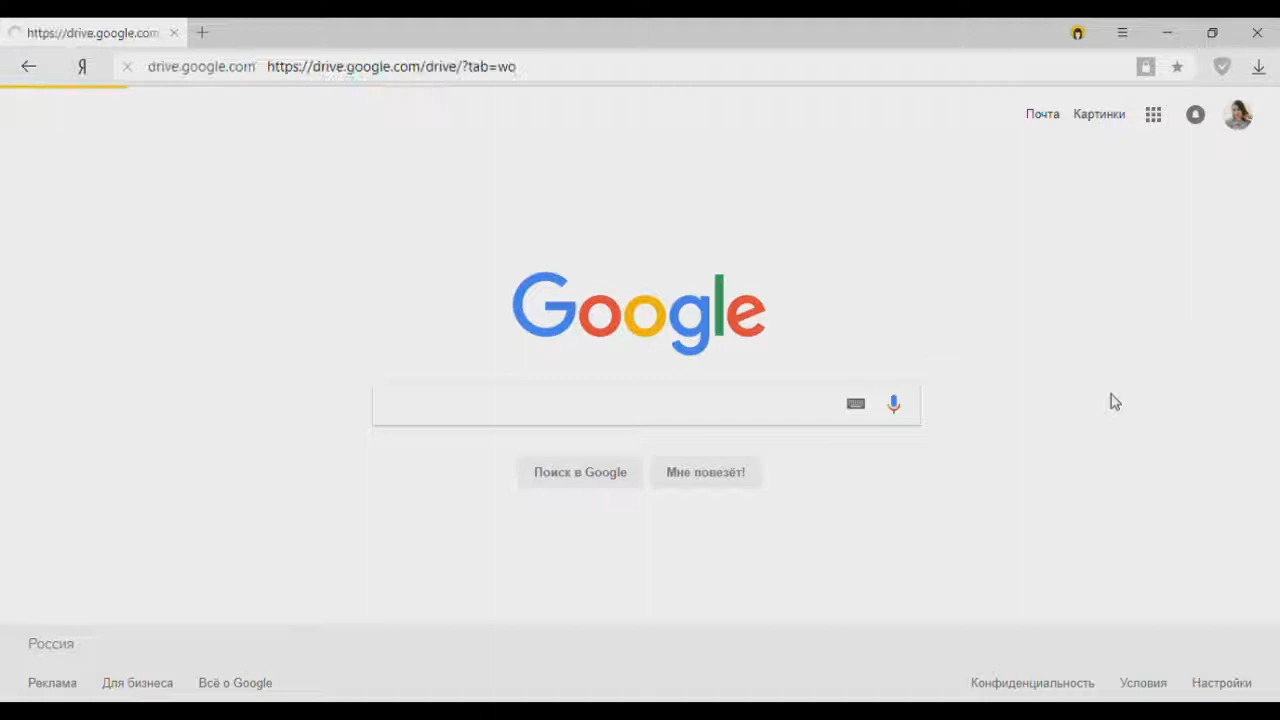 https://drive.google.com
Я drive.google.com https://drive.google.com/drive/?tab=wo
Почта Картинки
Google
Поиск в Google Мне повезёт!
Россия
Реклама Для бизнеса Всё о Google Конфиденциальность Условия Настройки